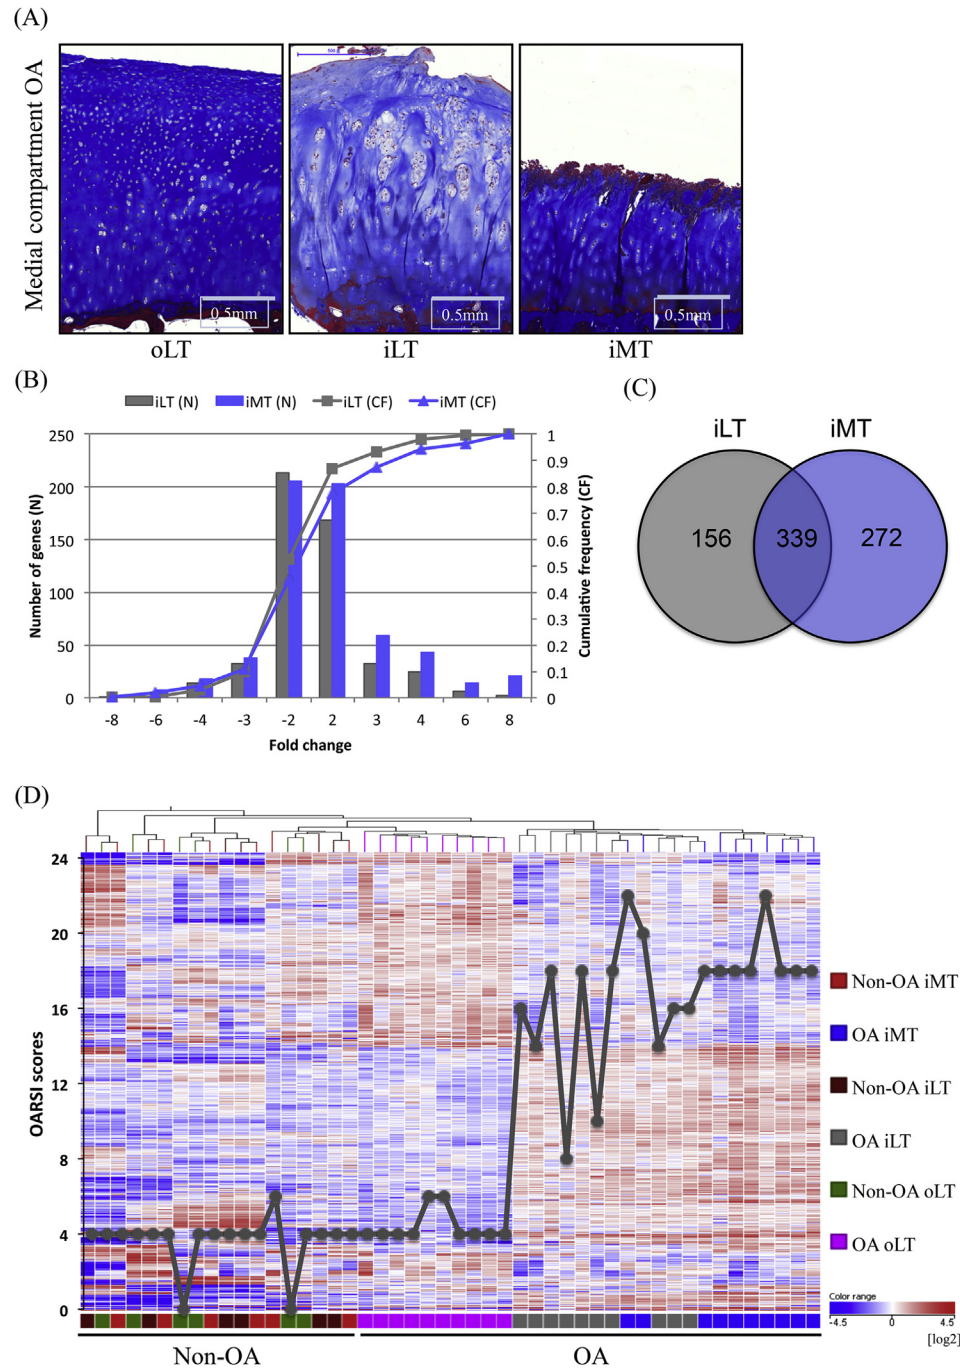 (A)
Medial compartment OA
0.5mm
0.5mm
0.5mm
oLT
iLT
iMT
(B)
iLT (N)
iMT (N)
iLT (CF)
iMT (CF)
Number of genes (N)
250
200
150
100
50
0
1
0.9
0.8
0.7
0.6
0.5
0.4
0.3
0.2
0.1
0
Cumulative frequency (CF)
-8 -6 -4 -3 -2 2 3 4 6 8
Fold change
(C)
iLT iMT
156 339 272
(D)
OARSI scores
24
20
16
12
8
4
0
Non-OA iMT
OA iMT
Non-OA iLT
OA iLT
Non-OA oLT
OA oLT
Color range
-4.5 0 4.5
[log2]
Non-OA
OA